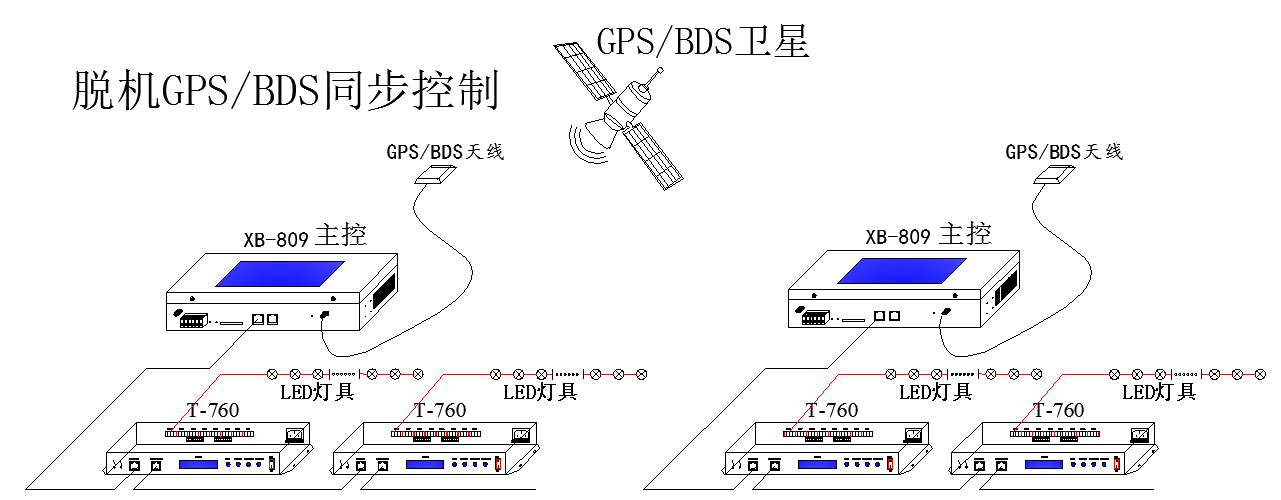 GPS/BDS卫星
脱机GPS/BDS同步控制
GPS/BDS天线
GPS/BDS天线
XB-809 主控
XB-809 主控
LED灯具
LED灯具
LED灯具
LED灯具
T-760
T-760
T-760
T-760